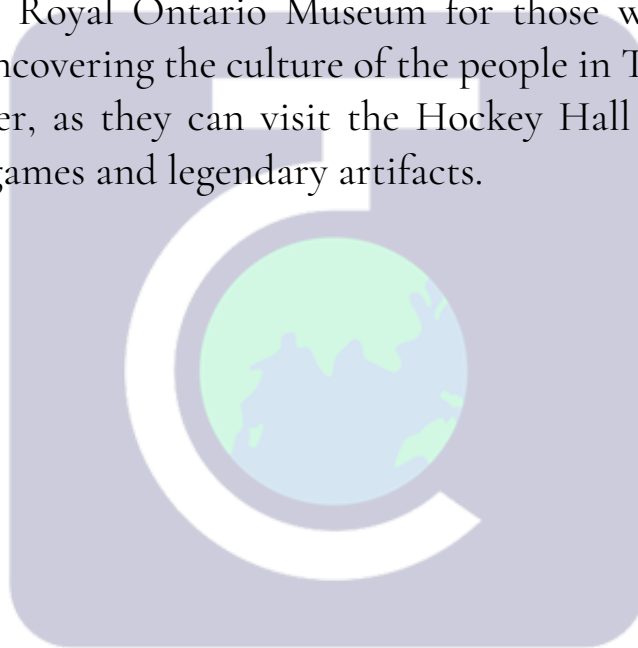 Royal Ontario Museum for those w
ncovering the culture of the people in T
er, as they can visit the Hockey Hall
games and legendary artifacts.